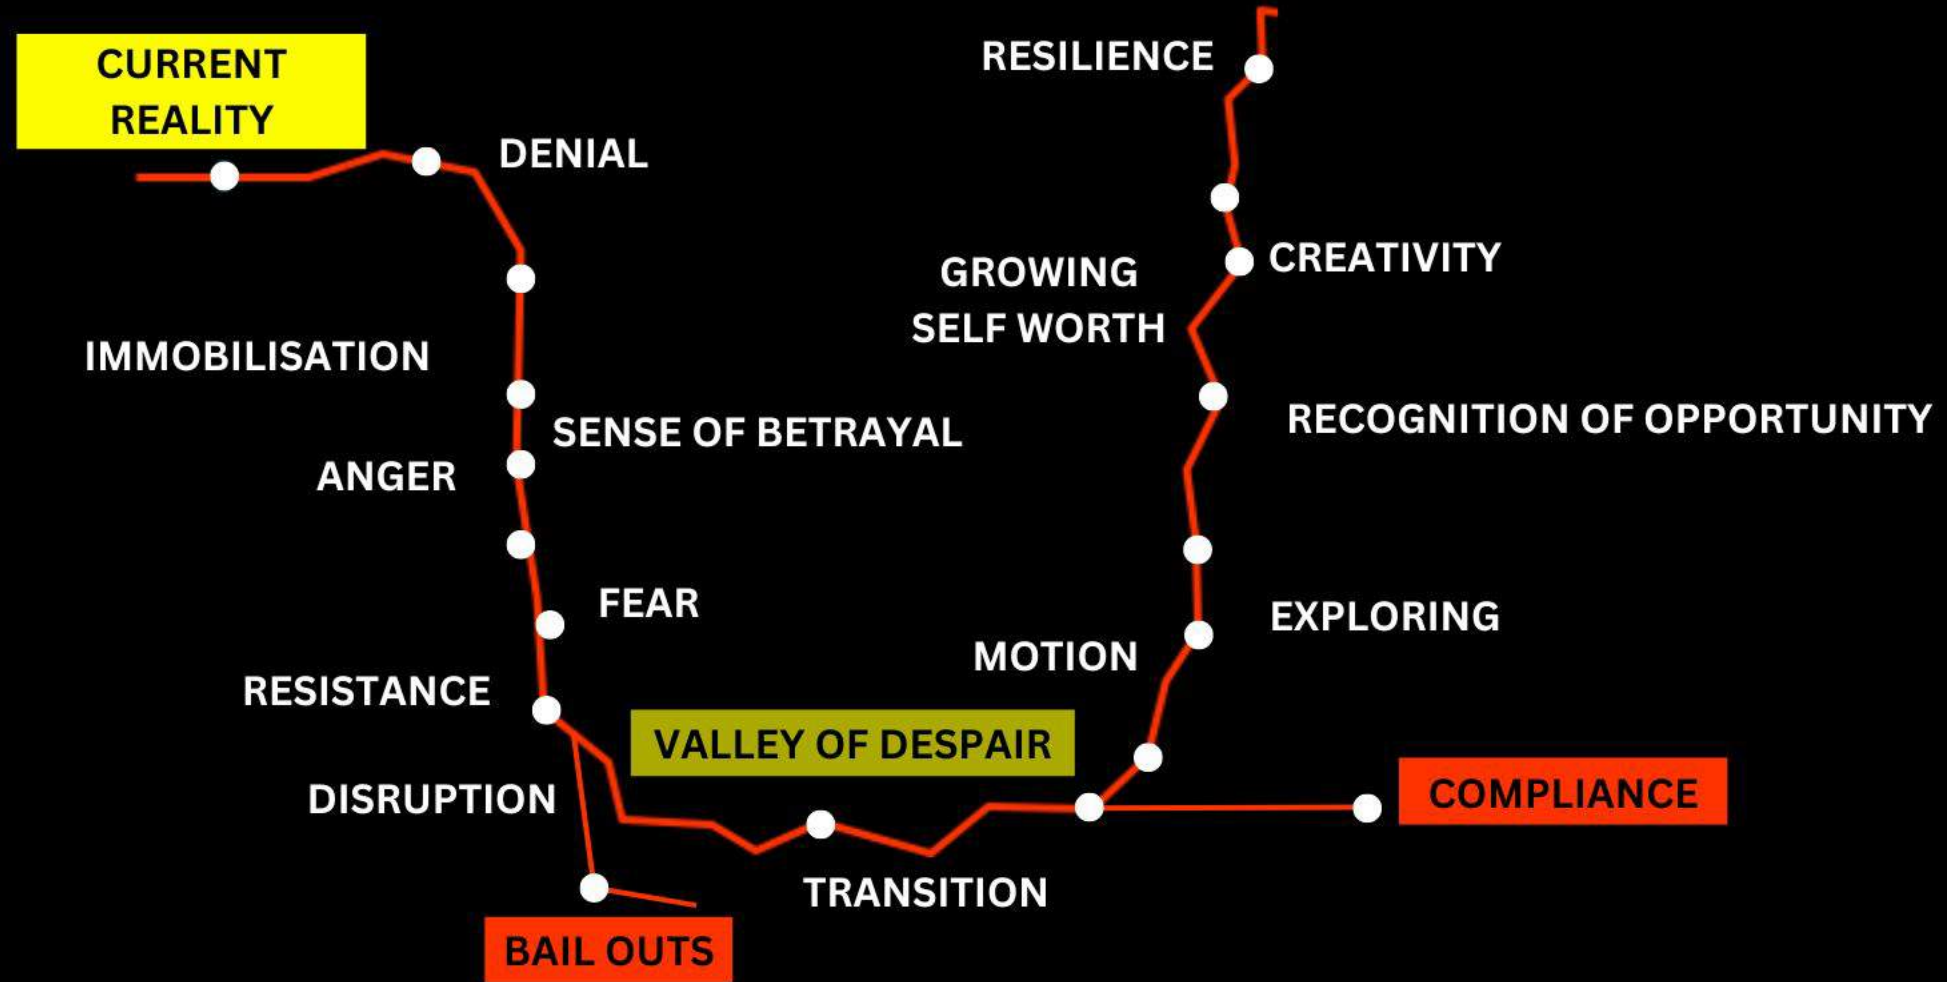 CURRENT
REALITY
DENIAL
IMMOBILISATION
SENSE OF BETRAYAL
ANGER
FEAR
RESISTANCE
DISRUPTION
BAIL OUTS
VALLEY OF DESPAIR
TRANSITION
COMPLIANCE
MOTION
EXPLORING
RECOGNITION OF OPPORTUNITY
GROWING
SELF WORTH
CREATIVITY
RESILIENCE